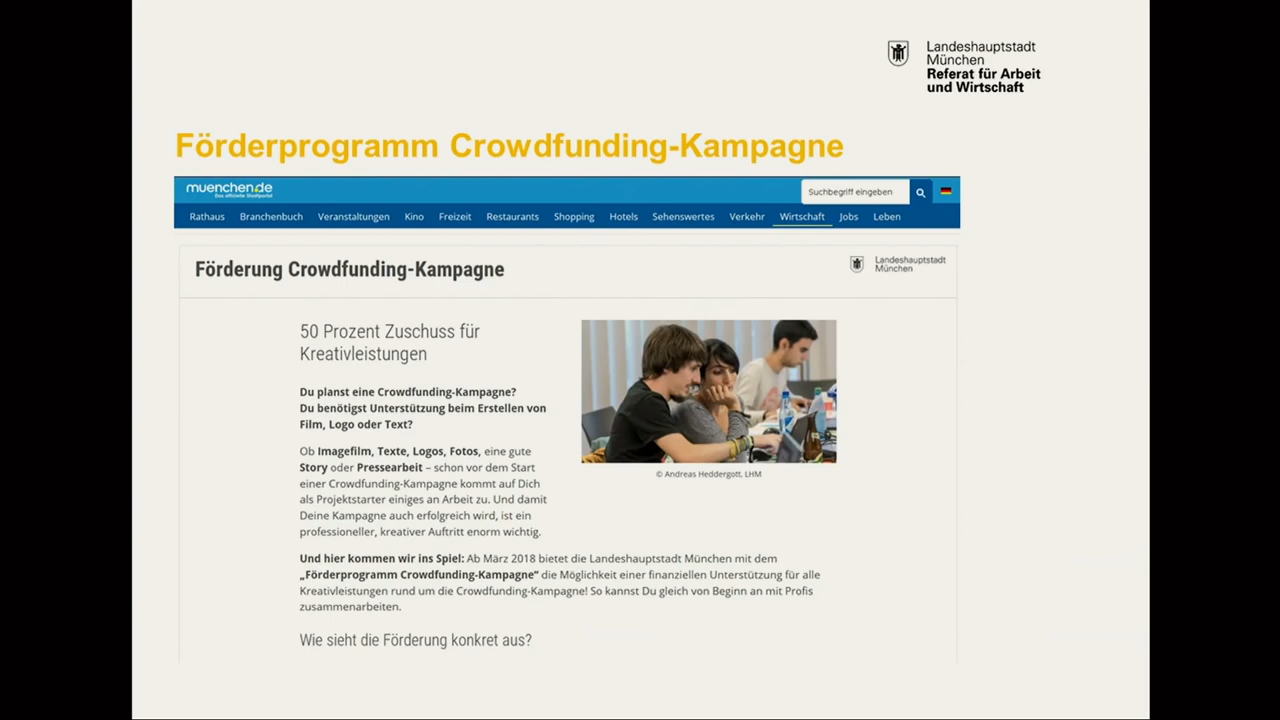 Landeshauptstadt
München
Referat für Arbeit
und Wirtschaft
Förderprogramm Crowdfunding-Kampagne
muenchen.de
Das offizielle Stadtportal
Suchbegriff eingeben
Rathaus Branchenbuch Veranstaltungen Kino Freizeit Restaurants Shopping Hotels Sehenswertes Verkehr Wirtschaft Jobs Leben
Förderung Crowdfunding-Kampagne
Landeshauptstadt
München
50 Prozent Zuschuss für
Kreativleistungen
Du planst eine Crowdfunding-Kampagne?
Du benötigst Unterstützung beim Erstellen von
Film, Logo oder Text?
Ob Imagefilm, Texte, Logos, Fotos, eine gute
Story oder Pressearbeit – schon vor dem Start
einer Crowdfunding-Kampagne kommt auf Dich
als Projektstarter einiges an Arbeit zu. Und damit
Deine Kampagne auch erfolgreich wird, ist ein
professioneller, kreativer Auftritt enorm wichtig.
© Andreas Heddergott, LHM
Und hier kommen wir ins Spiel: Ab März 2018 bietet die Landeshauptstadt München mit dem
„Förderprogramm Crowdfunding-Kampagne“ die Möglichkeit einer finanziellen Unterstützung für alle
Kreativleistungen rund um die Crowdfunding-Kampagne! So kannst Du gleich von Beginn an mit Profis
zusammenarbeiten.
Wie sieht die Förderung konkret aus?